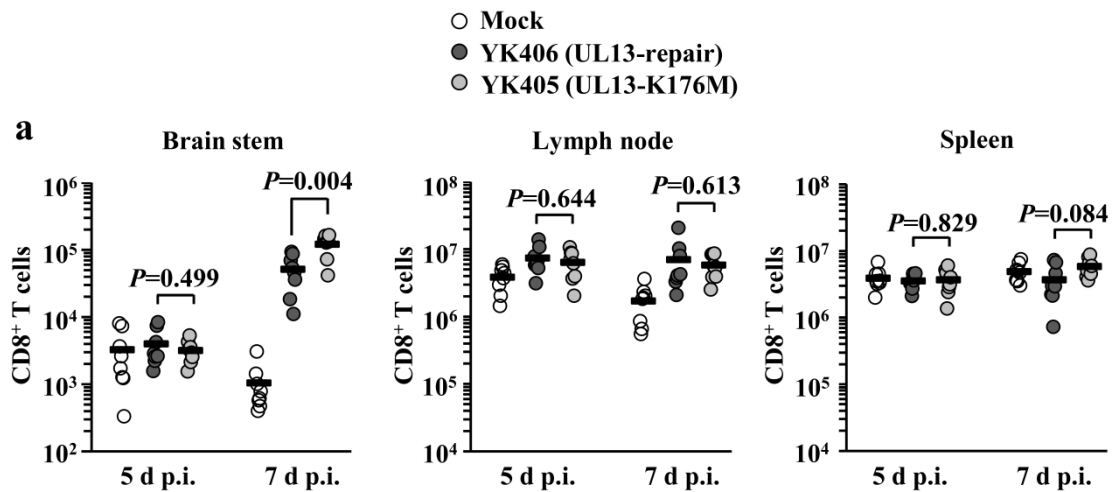 Mock
YK406 (UL13-repair)
YK405 (UL13-K176M)
a
Brain stem
CD8⁺ T cells
10⁶
10⁵
10⁴
10³
10²
P=0.499
P=0.004
5 d p.i.
7 d p.i.
Lymph node
CD8⁺ T cells
10⁸
10⁷
10⁶
10⁵
10⁴
P=0.644
P=0.613
5 d p.i.
7 d p.i.
Spleen
CD8⁺ T cells
10⁸
10⁷
10⁶
10⁵
10⁴
P=0.829
P=0.084
5 d p.i.
7 d p.i.